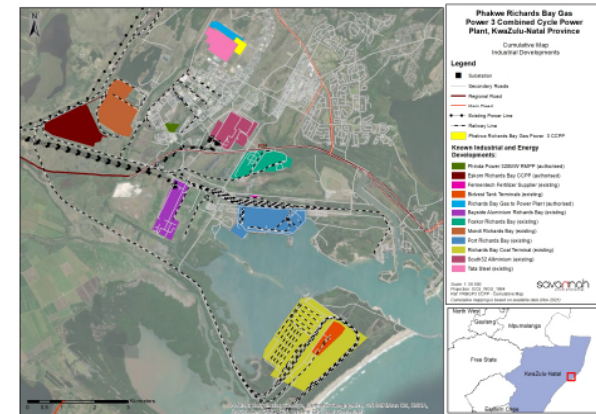 N
Phakwe Richards Bay Gas
Power 3 Combined Cycle Power
Plant, KwaZulu-Natal Province
Cumulative Map
Industrial Developments
Legend
Substation
Secondary Roads
Regional Road
Main Road
Existing Power Line
Railway Line
Phakwe Richards Bay Gas Power 3 CCPP
Known Industrial and Energy
Developments:
Phinda Power 320MW RMPP (authorised)
Eskom Richards Bay CCPP (authorised)
Fermentech Fertilizer Supplier (existing)
Bidvest Tank Terminals (existing)
Richards Bay Gas to Power Plant (authorised)
Bayside Aluminium Richards Bay (existing)
Foskor Richards Bay (existing)
Mondi Richards Bay (existing)
Port Richards Bay (existing)
Richards Bay Coal Terminal (existing)
South32 Aluminium (existing)
Tata Steel (existing)
savannah
North West
Gauteng
Mpumalanga
Free State
KwaZulu-Natal
Eastern Cape